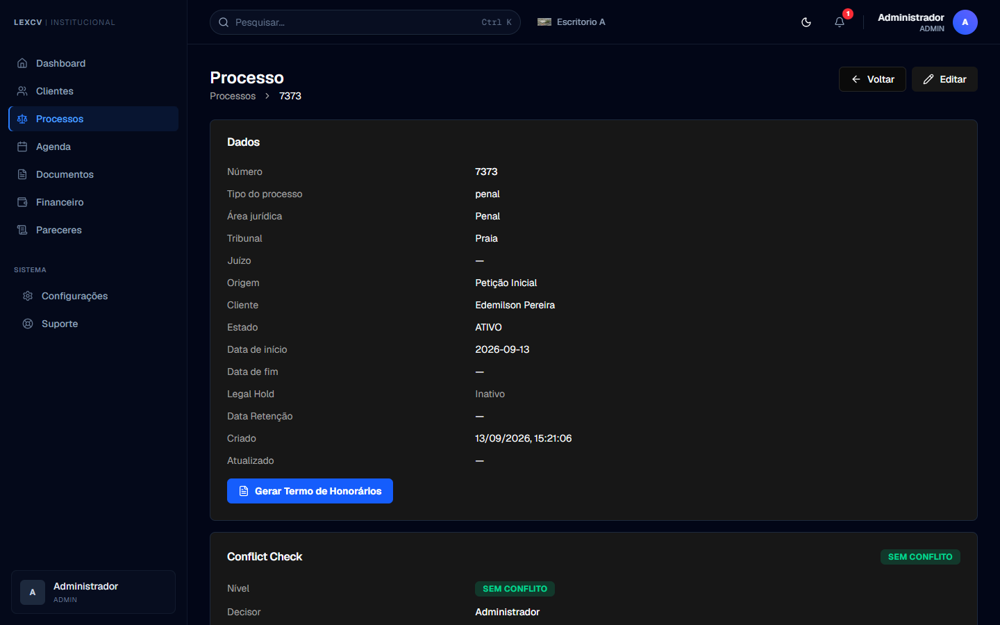 LEXCV | INSTITUCIONAL
Pesquisar... Ctrl K
Escritorio A
1
Administrador
ADMIN
A
Dashboard
Clientes
Processos
Agenda
Documentos
Financeiro
Pareceres
SISTEMA
Configurações
Suporte
A
Administrador
ADMIN
Processo
Processos > 7373
Voltar
Editar
Dados
Número 7373
Tipo do processo penal
Área jurídica Penal
Tribunal Praia
Juízo —
Origem Petição Inicial
Cliente Edemilson Pereira
Estado ATIVO
Data de início 2026-09-13
Data de fim —
Legal Hold Inativo
Data Retenção —
Criado 13/09/2026, 15:21:06
Atualizado —
Gerar Termo de Honorários
Conflict Check SEM CONFLITO
Nível SEM CONFLITO
Decisor Administrador